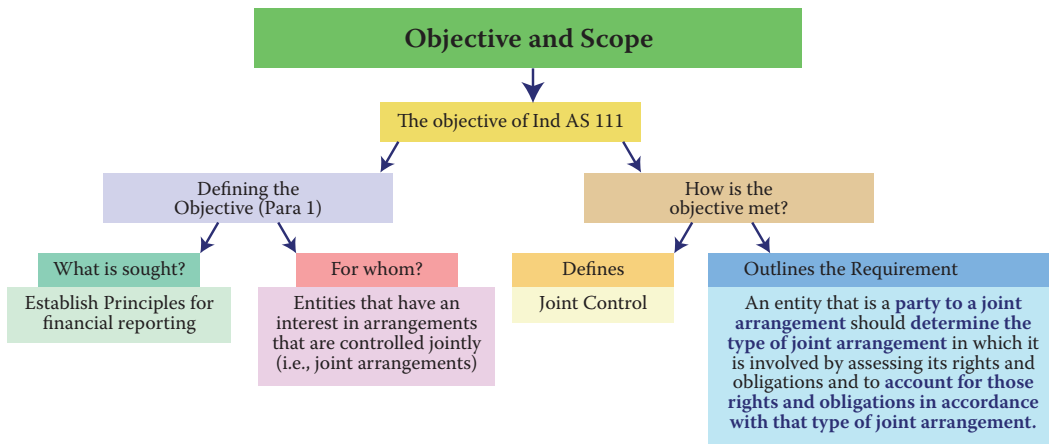 Objective and Scope
The objective of Ind AS 111
Defining the
Objective (Para 1)
How is the
objective met?
What is sought?
Establish Principles for
financial reporting
For whom?
Entities that have an
interest in arrangements
that are controlled jointly
(i.e., joint arrangements)
Defines
Joint Control
Outlines the Requirement
An entity that is a party to a joint
arrangement should determine the
type of joint arrangement in which it
is involved by assessing its rights and
obligations and to account for those
rights and obligations in accordance
with that type of joint arrangement.